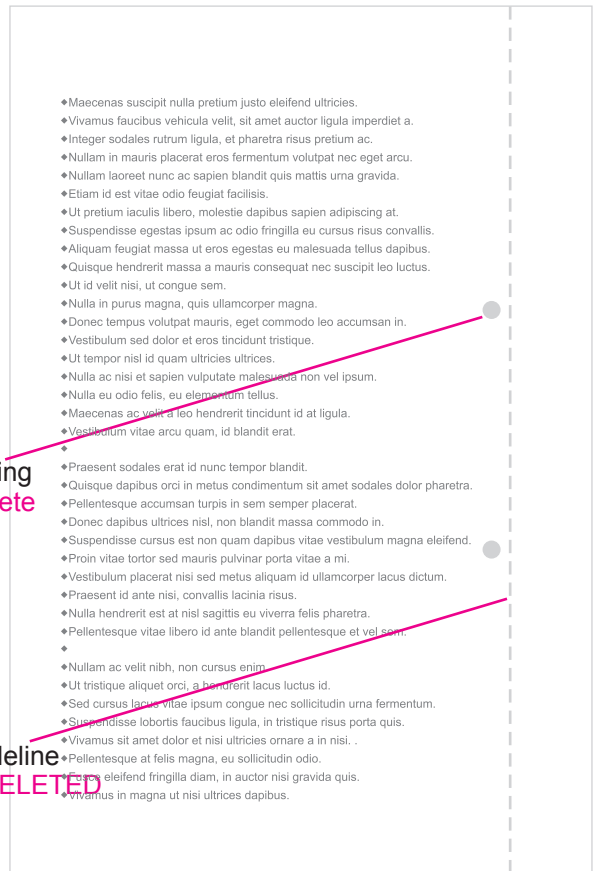 ◆Maecenas suscipit nulla pretium justo eleifend ultricies.
◆Vivamus faucibus vehicula velit, sit amet auctor ligula imperdiet a.
◆Integer sodales rutrum ligula, et pharetra risus pretium ac.
◆Nullam in mauris placerat eros fermentum volutpat nec eget arcu.
◆Nullam laoreet nunc ac sapien blandit quis mattis urna gravida.
◆Etiam id est vitae odio feugiat facilisis.
◆Ut pretium iaculis libero, molestie dapibus sapien adipiscing at.
◆Suspendisse egestas ipsum ac odio fringilla eu cursus risus convallis.
◆Aliquam feugiat massa ut eros egestas eu malesuada tellus dapibus.
◆Quisque hendrerit massa a mauris consequat nec suscipit leo luctus.
◆Ut id velit nisi, ut congue sem.
◆Nulla in purus magna, quis ullamcorper magna.
◆Donec tempus volutpat mauris, eget commodo leo accumsan in.
◆Vestibulum sed dolor et eros tincidunt tristique.
◆Ut tempor nisl id quam ultricies ultrices.
◆Nulla ac nisi et sapien vulputate malesuada non vel ipsum.
◆Nulla eu odio felis, eu elementum tellus.
◆Maecenas ac velit a leo hendrerit tincidunt id at ligula.
◆Vestibulum vitae arcu quam, id blandit erat.
◆
ing
ete
◆Praesent sodales erat id nunc tempor blandit.
◆Quisque dapibus orci in metus condimentum sit amet sodales dolor pharetra.
◆Pellentesque accumsan turpis in sem semper placerat.
◆Donec dapibus ultrices nisl, non blandit massa commodo in.
◆Suspendisse cursus est non quam dapibus vitae vestibulum magna eleifend.
◆Proin vitae tortor sed mauris pulvinar porta vitae a mi.
◆Vestibulum placerat nisi sed metus aliquam id ullamcorper lacus dictum.
◆Praesent id ante nisi, convallis lacinia risus.
◆Nulla hendrerit est at nisl sagittis eu viverra felis pharetra.
◆Pellentesque vitae libero id ante blandit pellentesque et vel sem.
◆
◆Nullam ac velit nibh, non cursus enim.
◆Ut tristique aliquet orci, a hendrerit lacus luctus id.
◆Sed cursus lacus vitae ipsum congue nec sollicitudin urna fermentum.
◆Suspendisse lobortis faucibus ligula, in tristique risus porta quis.
◆Vivamus sit amet dolor et nisi ultricies ornare a in nisi. .
◆Pellentesque at felis magna, eu sollicitudin odio.
◆Fusce eleifend fringilla diam, in auctor nisi gravida quis.
◆Vivamus in magna ut nisi ultrices dapibus.
leline
ELETED